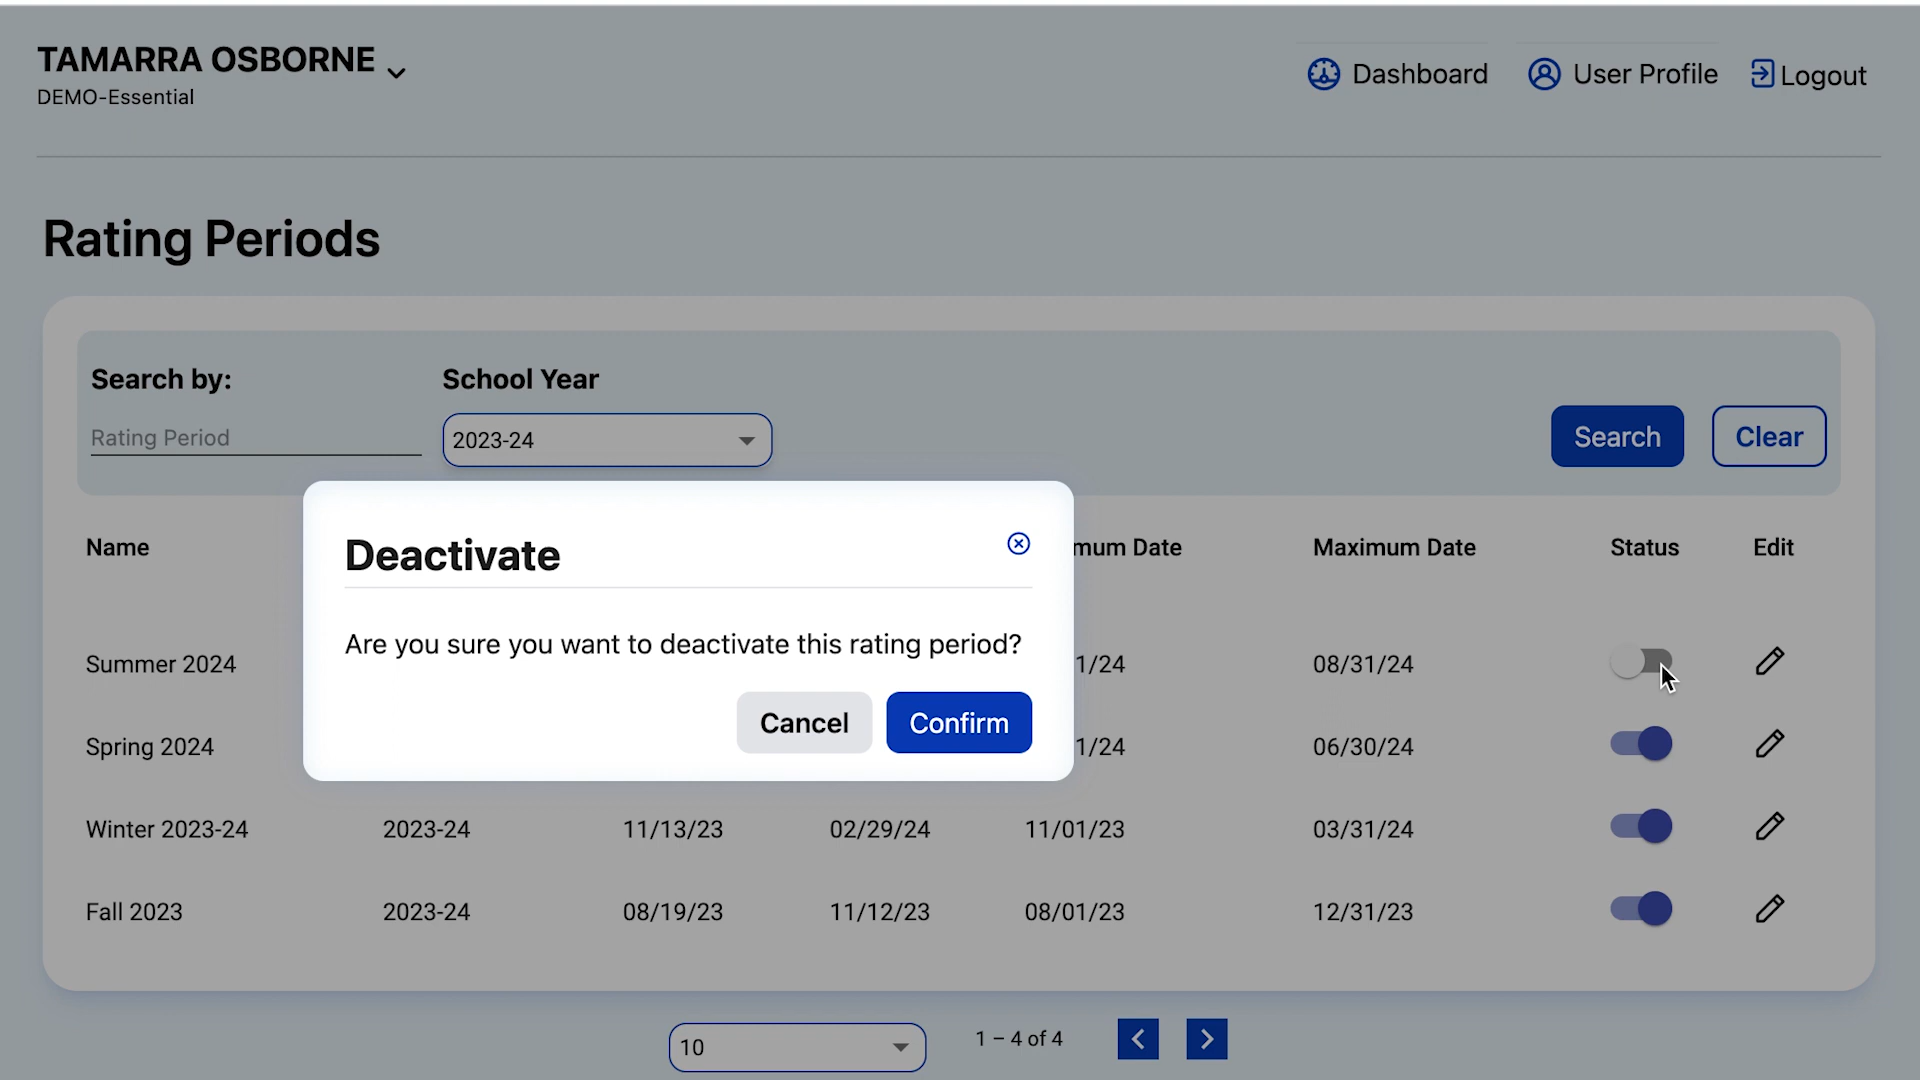 TAMARRA OSBORNE
DEMO-Essential
Dashboard
User Profile
Logout
Rating Periods
Search by:
School Year
Rating Period
2023-24
Search
Clear
Name
mum Date
Maximum Date
Status
Edit
Deactivate
Are you sure you want to deactivate this rating period?
Cancel
Confirm
Summer 2024
1/24
08/31/24
Spring 2024
1/24
06/30/24
Winter 2023-24
2023-24
11/13/23
02/29/24
11/01/23
03/31/24
Fall 2023
2023-24
08/19/23
11/12/23
08/01/23
12/31/23
10
1 – 4 of 4